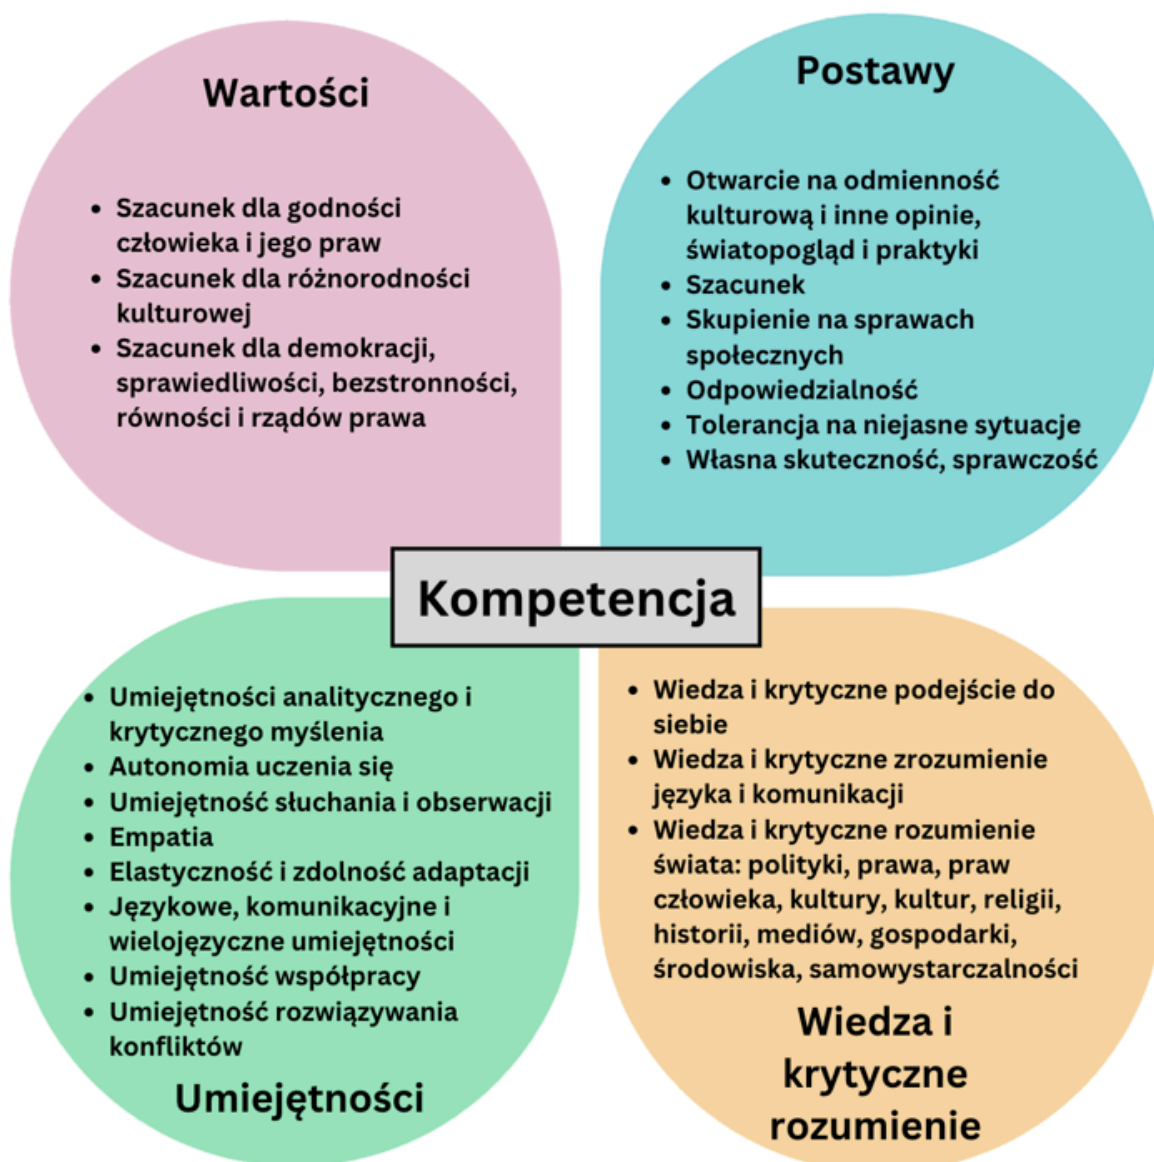 Wartości
• Szacunek dla godności
człowieka i jego praw
• Szacunek dla różnorodności
kulturowej
• Szacunek dla demokracji,
sprawiedliwości, bezstronności,
równości i rządów prawa
Postawy
• Otwarcie na odmienność
kulturową i inne opinie,
światopogląd i praktyki
• Szacunek
• Skupienie na sprawach
społecznych
• Odpowiedzialność
• Tolerancja na niejasne sytuacje
• Własna skuteczność, sprawczość
Kompetencja
• Umiejętności analitycznego i
krytycznego myślenia
• Autonomia uczenia się
• Umiejętność słuchania i obserwacji
• Empatia
• Elastyczność i zdolność adaptacji
• Językowe, komunikacyjne i
wielojęzyczne umiejętności
• Umiejętność współpracy
• Umiejętność rozwiązywania
konfliktów
Umiejętności
• Wiedza i krytyczne podejście do
siebie
• Wiedza i krytyczne zrozumienie
języka i komunikacji
• Wiedza i krytyczne rozumienie
świata: polityki, prawa, praw
człowieka, kultury, kultur, religii,
historii, mediów, gospodarki,
środowiska, samowystarczalności
Wiedza i
krytyczne
rozumienie